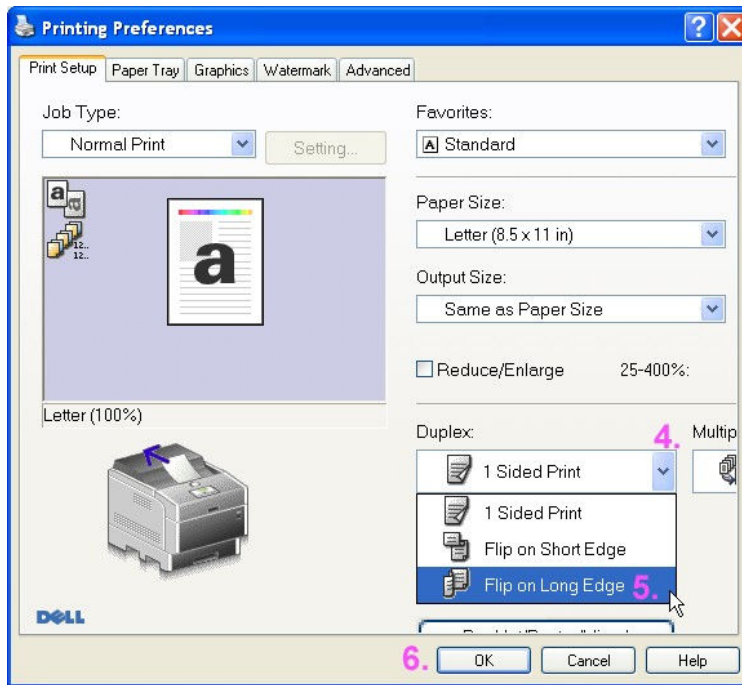 Printing Preferences
Print Setup Paper Tray Graphics Watermark Advanced
Job Type:
Normal Print
Setting...
Favorites:
A Standard
a a
12..
12..
a
Paper Size:
Letter (8.5 x 11 in)
Output Size:
Same as Paper Size
Reduce/Enlarge 25-400%:
Letter (100%)
Duplex: 4. Multip
1 Sided Print
1 Sided Print
Flip on Short Edge
Flip on Long Edge 5.
DELL
6. OK Cancel Help